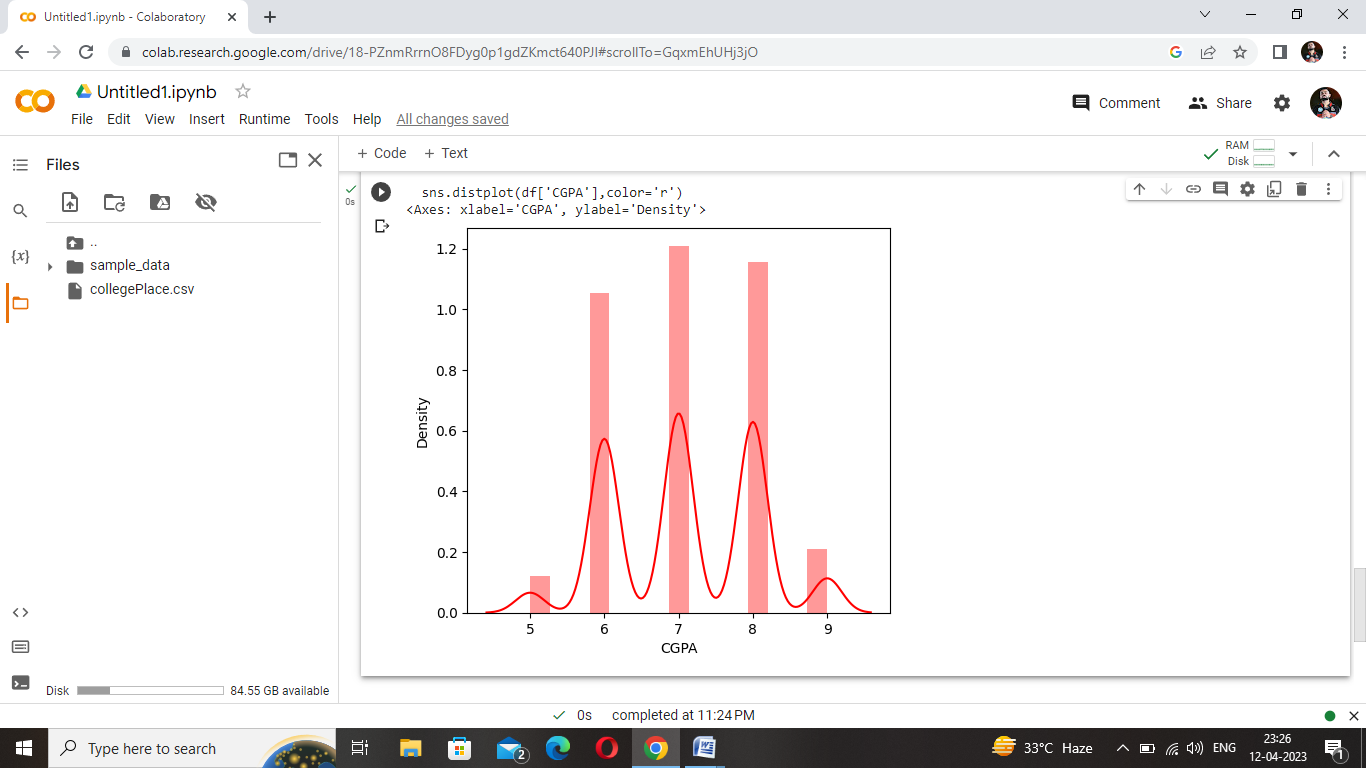 Untitled1.ipynb - Colaboratory
colab.research.google.com/drive/18-PZnmRrrnO8FDyg0p1gdZKmct640PJI#scrollTo=GqxmEhUHj3jO
Untitled1.ipynb
Comment Share
File Edit View Insert Runtime Tools Help All changes saved
Files
+ Code + Text
RAM
Disk
{x}
..
sample_data
collegePlace.csv
0s
sns.distplot(df['CGPA'],color='r')
<Axes: xlabel='CGPA', ylabel='Density'>
1.2
1.0
0.8
0.6
0.4
0.2
0.0
Density
5 6 7 8 9
CGPA
Disk 84.55 GB available
0s completed at 11:24 PM
Type here to search
2
33°C Haze
ENG
23:26
12-04-2023
1